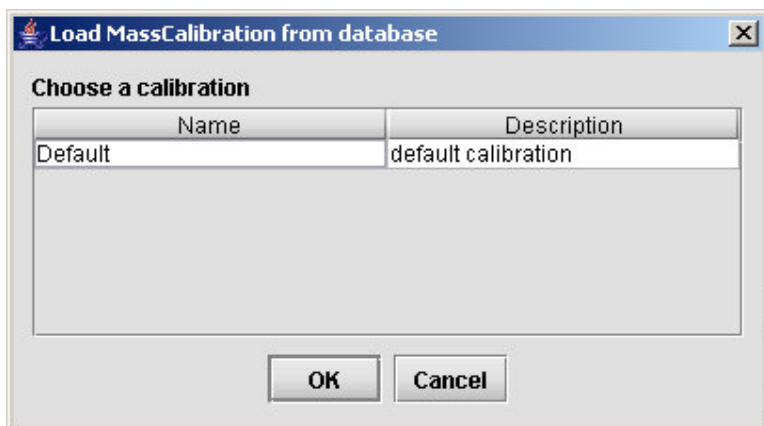 Load MassCalibration from database
Choose a calibration
Name Description
Default default calibration
OK Cancel